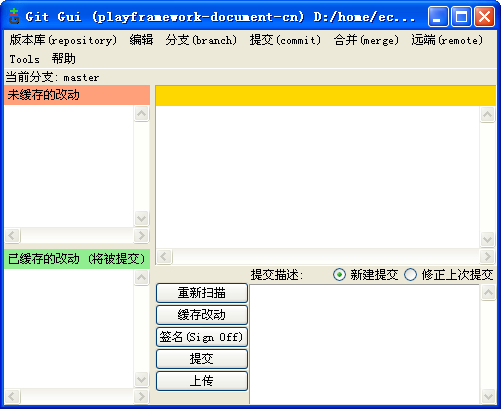 Git Gui (playframework-document-cn) D:/home/ec...
版本库(repository) 编辑 分支(branch) 提交(commit) 合并(merge) 远端(remote)
Tools 帮助
当前分支: master
未缓存的改动
已缓存的改动 (将被提交)
提交描述: 新建提交 修正上次提交
重新扫描
缓存改动
签名(Sign Off)
提交
上传